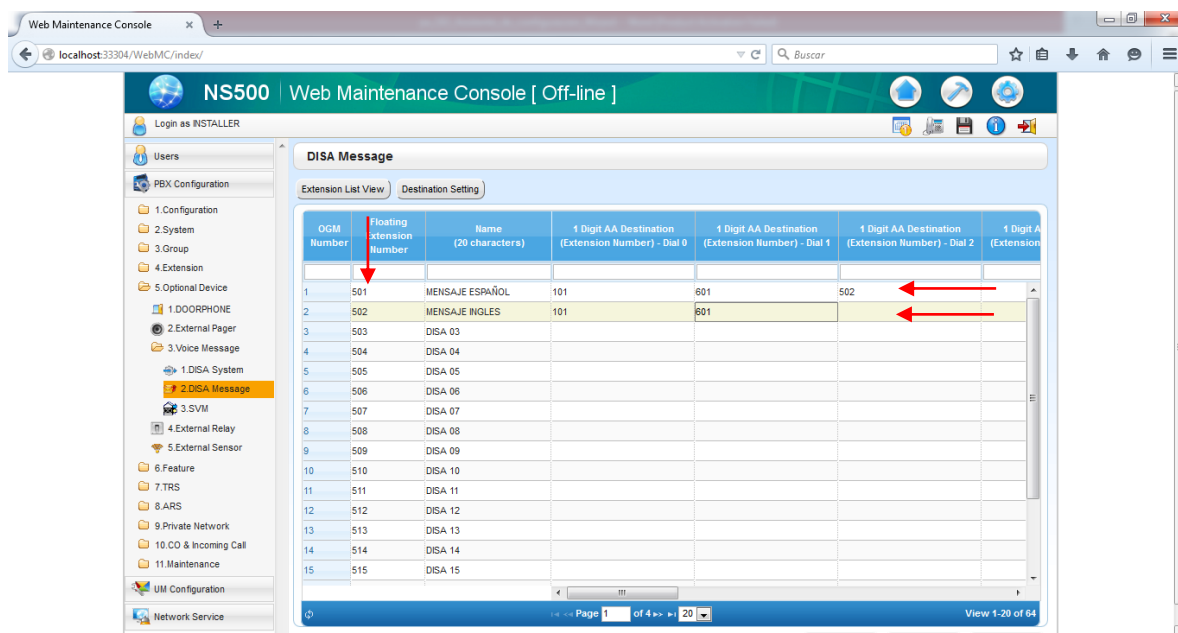 Web Maintenance Console
localhost:33304/WebMC/index/
Buscar
NS500 Web Maintenance Console [ Off-line ]
Login as INSTALLER
Users
PBX Configuration
1.Configuration
2.System
3.Group
4.Extension
5.Optional Device
1.DOORPHONE
2.External Pager
3.Voice Message
1.DISA System
2.DISA Message
3.SVM
4.External Relay
5.External Sensor
6.Feature
7.TRS
8.ARS
9.Private Network
10.CO & Incoming Call
11.Maintenance
UM Configuration
Network Service
DISA Message
Extension List View
Destination Setting
OGM Number
Floating Extension Number
Name (20 characters)
1 Digit AA Destination (Extension Number) - Dial 0
1 Digit AA Destination (Extension Number) - Dial 1
1 Digit AA Destination (Extension Number) - Dial 2
1 Digit A
(Extension
1 501 MENSAJE ESPAÑOL 101 601 502
2 502 MENSAJE INGLES 101 601
3 503 DISA 03
4 504 DISA 04
5 505 DISA 05
6 506 DISA 06
7 507 DISA 07
8 508 DISA 08
9 509 DISA 09
10 510 DISA 10
11 511 DISA 11
12 512 DISA 12
13 513 DISA 13
14 514 DISA 14
15 515 DISA 15
Page 1 of 4 20 View 1-20 of 64